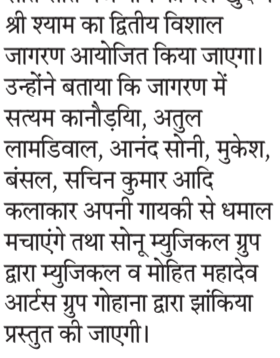 श्री श्याम का द्वितीय विशाल
जागरण आयोजित किया जाएगा।
उन्होंने बताया कि जागरण में
सत्यम कानौड़यिा, अतुल
लामडिवाल, आनंद सोनी, मुकेश,
बंसल, सचिन कुमार आदि
कलाकार अपनी गायकी से धमाल
मचाएंगे तथा सोनू म्युजिकल ग्रुप
द्वारा म्युजिकल व मोहित महादेव
आर्टस ग्रुप गोहाना द्वारा झांकिया
प्रस्तुत की जाएगी।